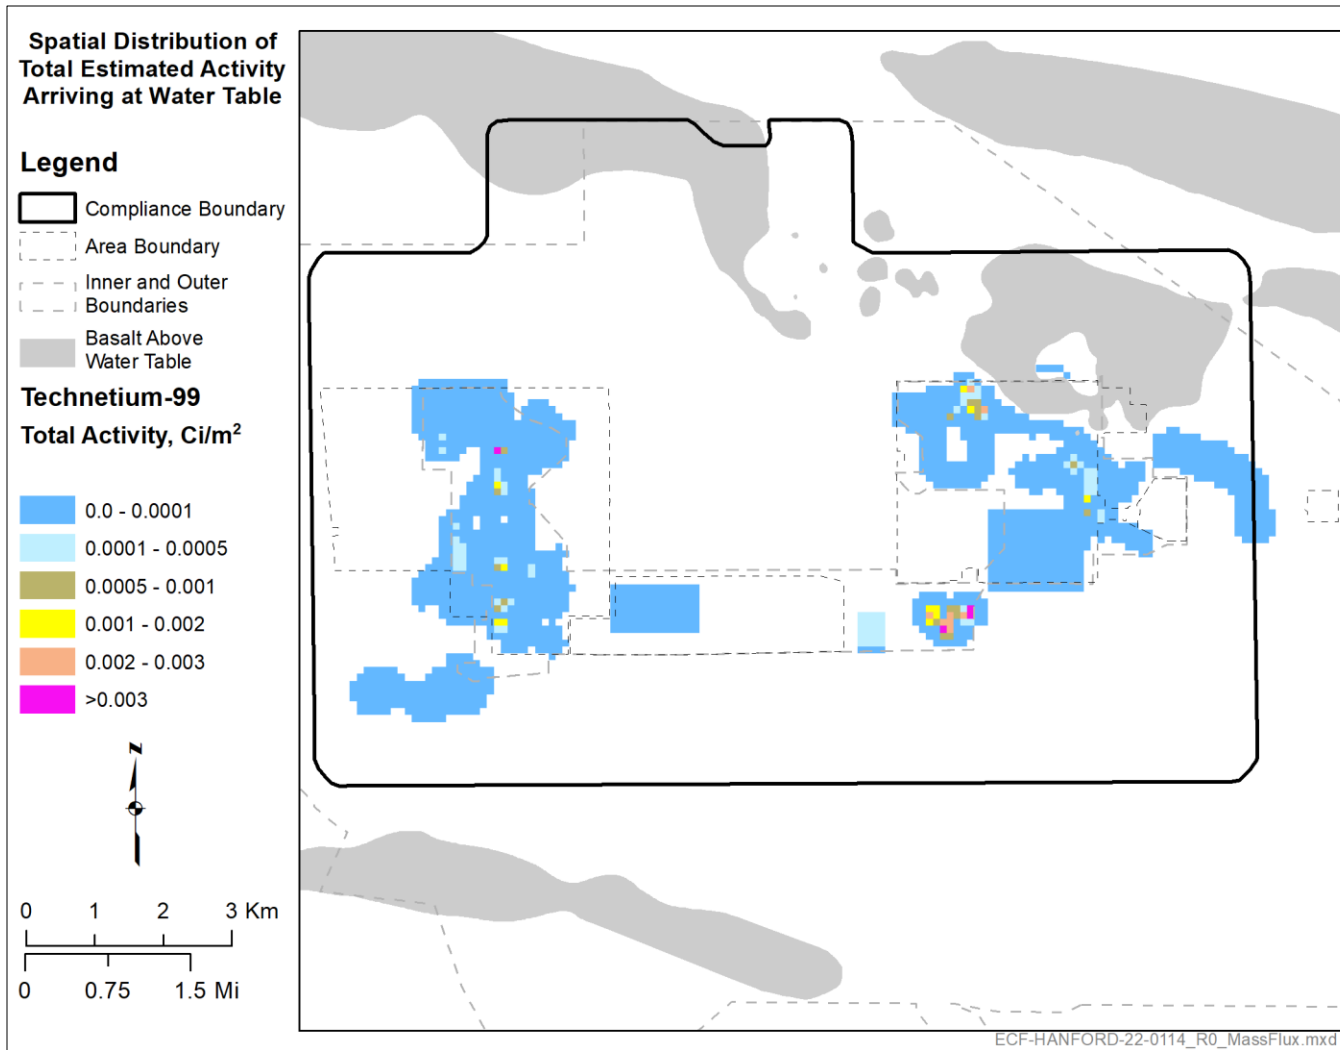 Spatial Distribution of
Total Estimated Activity
Arriving at Water Table
Legend
Compliance Boundary
Area Boundary
Inner and Outer
Boundaries
Basalt Above
Water Table
Technetium-99
Total Activity, Ci/m²
0.0 - 0.0001
0.0001 - 0.0005
0.0005 - 0.001
0.001 - 0.002
0.002 - 0.003
>0.003
N
0 1 2 3 Km
0 0.75 1.5 Mi
ECF-HANFORD-22-0114_R0_MassFlux.mxd